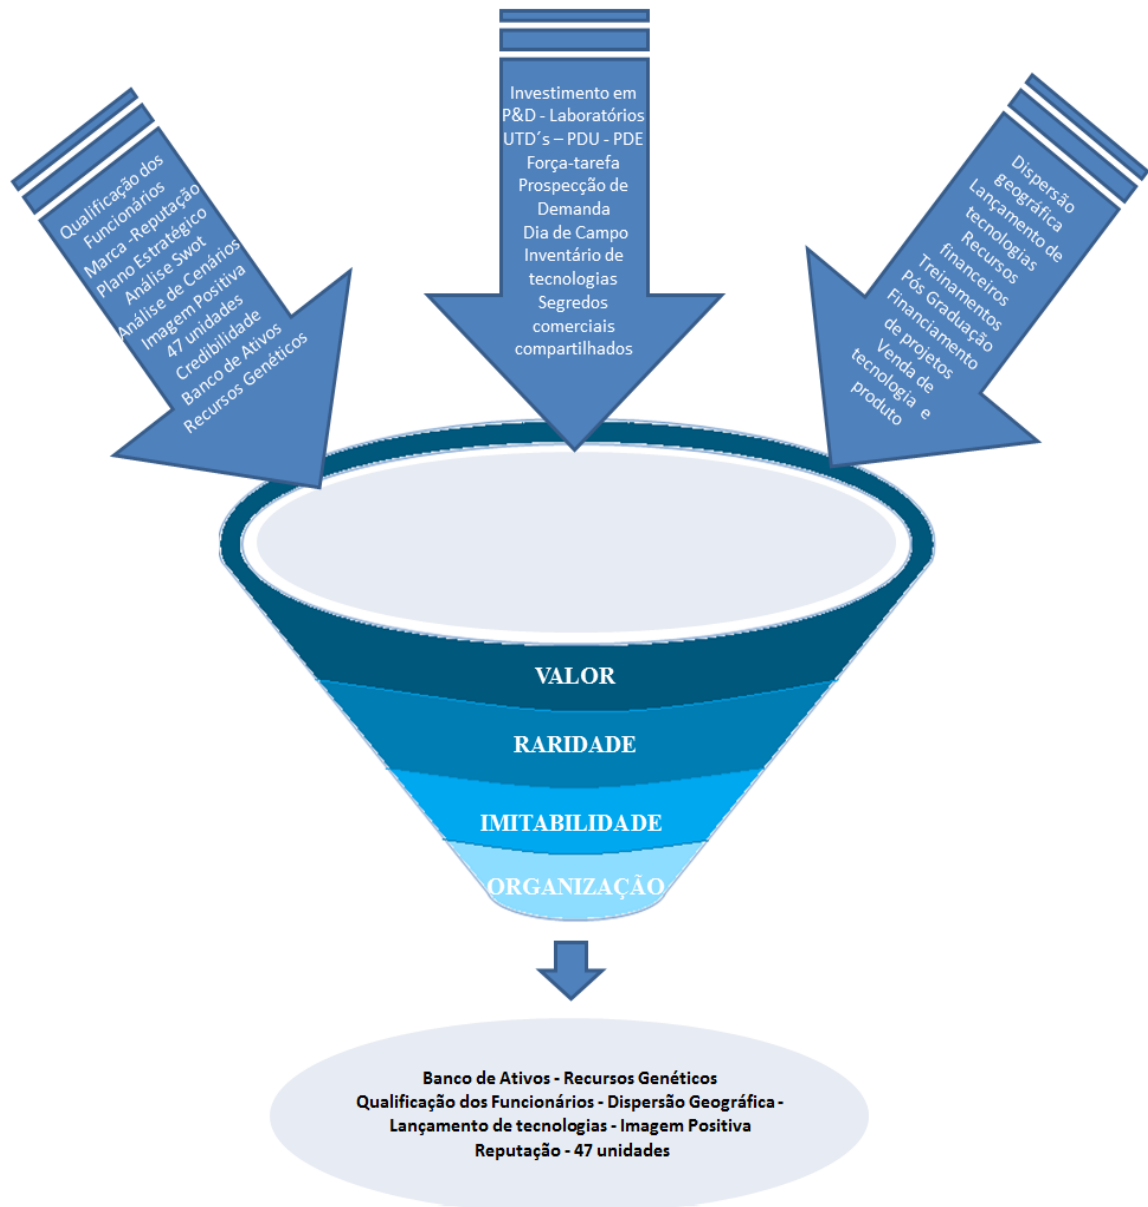 Qualificação dos
Funcionários
Marca -Reputação
Plano Estratégico
Análise Swot
Análise de Cenários
Imagem Positiva
47 unidades
Credibilidade
Banco de Ativos
Recursos Genéticos
Investimento em
P&D - Laboratórios
UTD´s – PDU - PDE
Força-tarefa
Prospecção de
Demanda
Dia de Campo
Inventário de
tecnologias
Segredos
comerciais
compartilhados
Dispersão
geográfica
Lançamento de
tecnologias
Recursos
financeiros
Treinamentos
Pós Graduação
Financiamento
de projetos
Venda de
tecnologia e
produto
VALOR
RARIDADE
IMITABILIDADE
ORGANIZAÇÃO
Banco de Ativos - Recursos Genéticos
Qualificação dos Funcionários - Dispersão Geográfica -
Lançamento de tecnologias - Imagem Positiva
Reputação - 47 unidades